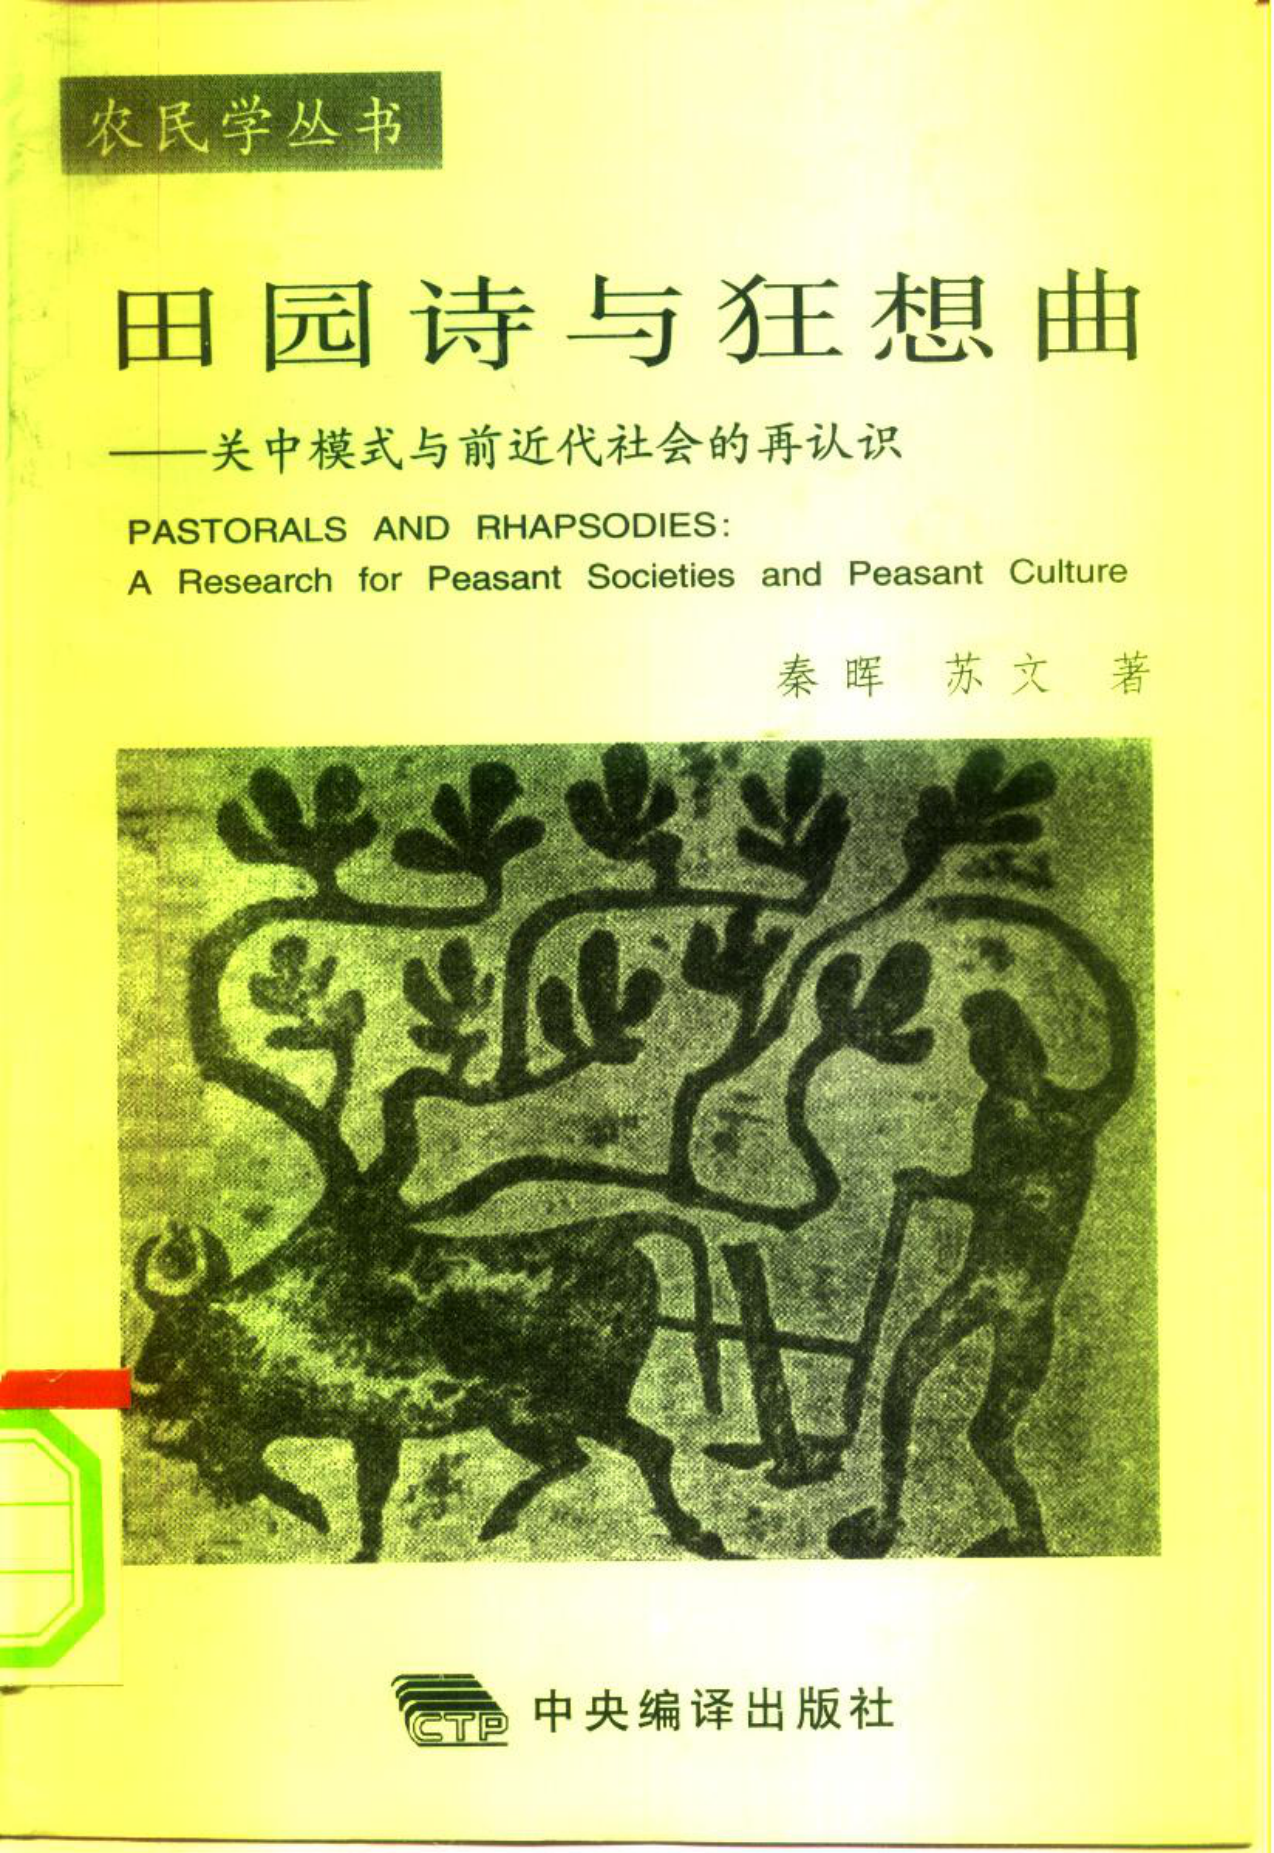 农民学丛书
田园诗与狂想曲
——关中模式与前近代社会的再认识
PASTORALS AND RHAPSODIES:
A Research for Peasant Societies and Peasant Culture
秦晖 苏文 著
CTP 中央编译出版社